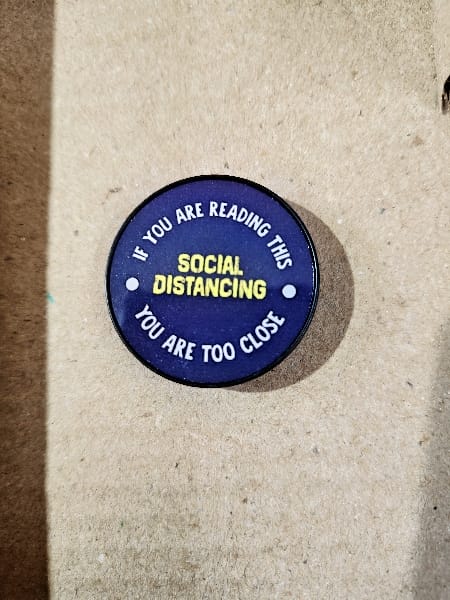 IF YOU ARE READING THIS
SOCIAL
DISTANCING
YOU ARE TOO CLOSE